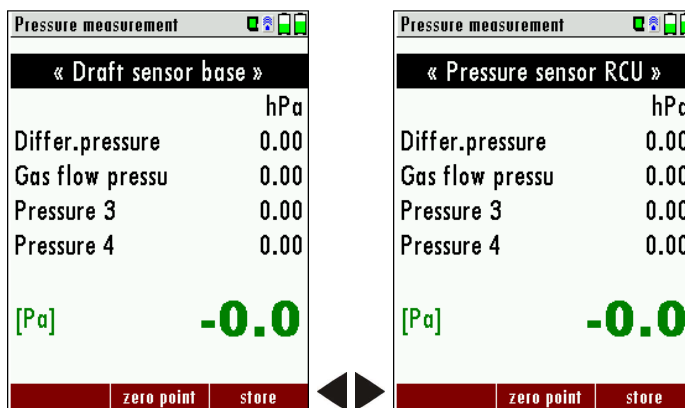 Pressure measurement
« Draft sensor base »
hPa
Differ.pressure 0.00
Gas flow pressu 0.00
Pressure 3 0.00
Pressure 4 0.00
[Pa] -0.0
zero point store
Pressure measurement
« Pressure sensor RCU »
hPa
Differ.pressure 0.00
Gas flow pressu 0.00
Pressure 3 0.00
Pressure 4 0.00
[Pa] -0.0
zero point store